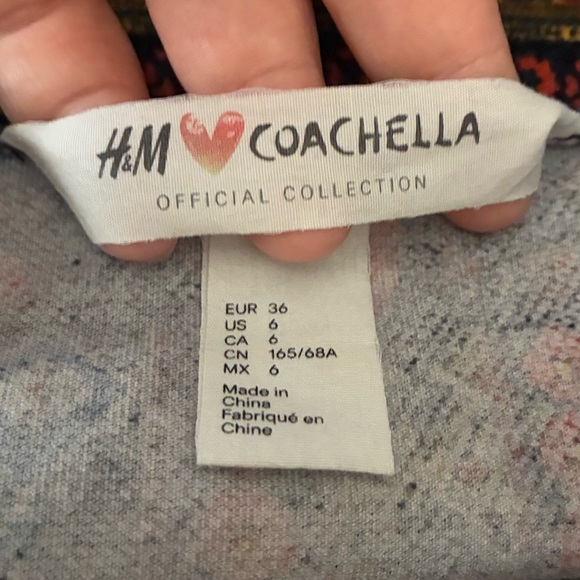 H&M COACHELLA
OFFICIAL COLLECTION
EUR 36
US 6
CA 6
CN 165/68A
MX 6
Made in
China
Fabriqué en
Chine